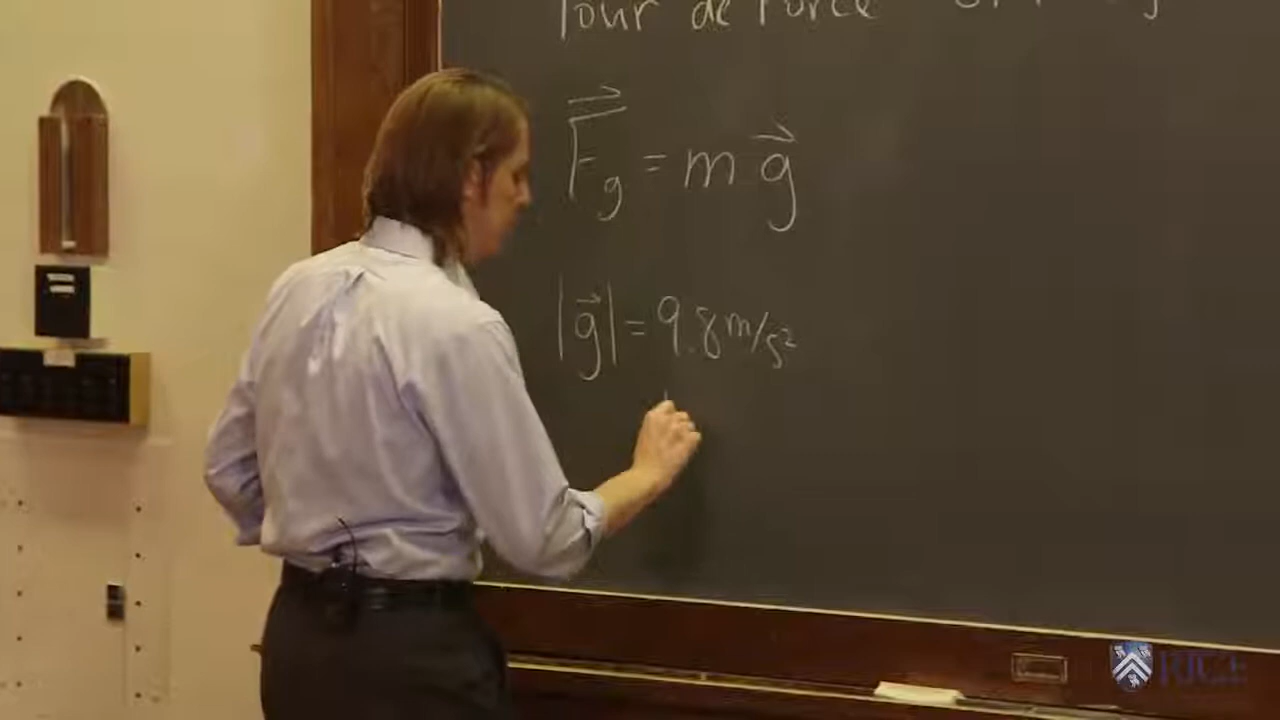 Tour de Force
F⃗g = m g⃗
|g⃗| = 9.8 m/s²
RICE